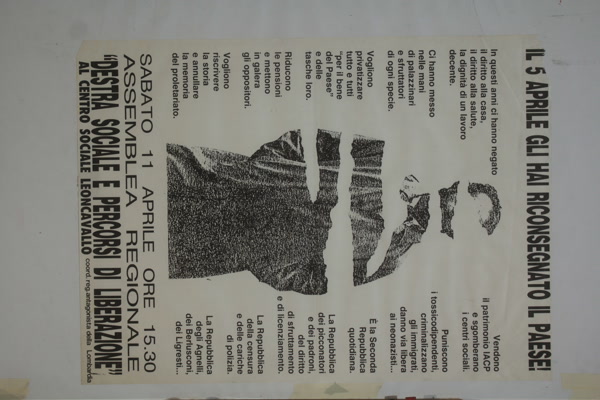 IL 5 APRILE GLI HAI RICONSEGNATO IL PAESE!
In questi anni ci hanno negato
il diritto alla casa,
il diritto alla salute,
la dignità di un lavoro
decente.
Ci hanno messo
nelle mani
di palazzinari
e sfruttatori
di ogni specie.
Vogliono
privatizzare
tutto e tutti
"per il bene
del Paese"
e delle
tasche loro.
Riducono
le pensioni
e mettono
in galera
gli oppositori.
Vogliono
riscrivere
la storia
e annullare
la memoria
del proletariato.
Vendono
il patrimonio IACP
e sgomberano
i centri sociali.
Puniscono
i tossicodipendenti,
criminalizzano
gli immigrati,
danno via libera
ai neonazisti...
È la Seconda
Repubblica
quotidiana.
La Repubblica
dei picconatori
e dei padroni,
del diritto
di sfruttamento
e di licenziamento.
La Repubblica
della censura
e delle cariche
di polizia.
La Repubblica
degli Agnelli,
dei Berlusconi,
dei Ligresti...
SABATO 11 APRILE ORE 15.30
ASSEMBLEA REGIONALE
"DESTRA SOCIALE E PERCORSI DI LIBERAZIONE"
AL CENTRO SOCIALE LEONCAVALLO coord. reg. antagonista della Lombardia